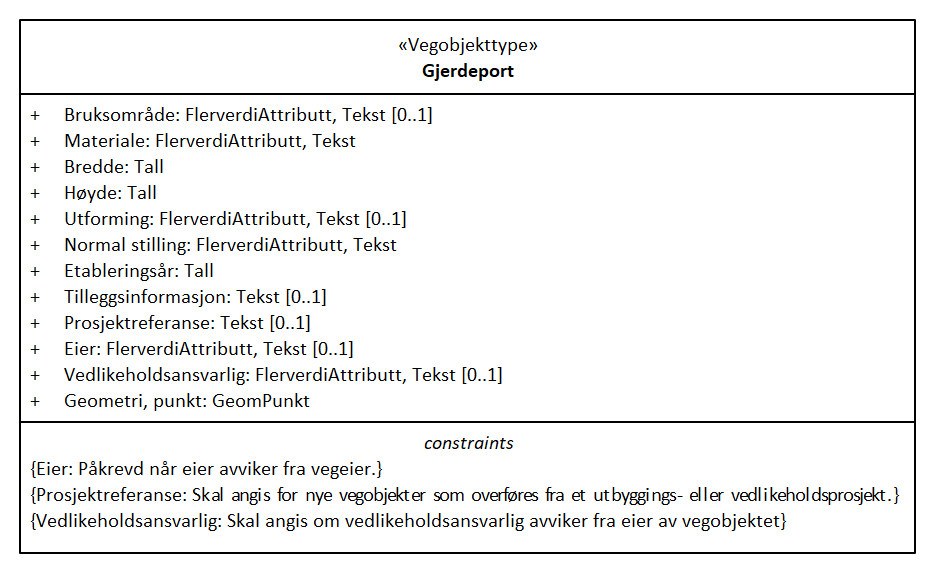 «Vegobjekttype»
Gjerdeport
+ Bruksområde: FlerverdiAttributt, Tekst [0..1]
+ Materiale: FlerverdiAttributt, Tekst
+ Bredde: Tall
+ Høyde: Tall
+ Utforming: FlerverdiAttributt, Tekst [0..1]
+ Normal stilling: FlerverdiAttributt, Tekst
+ Etableringsår: Tall
+ Tilleggsinformasjon: Tekst [0..1]
+ Prosjektreferanse: Tekst [0..1]
+ Eier: FlerverdiAttributt, Tekst [0..1]
+ Vedlikeholdsansvarlig: FlerverdiAttributt, Tekst [0..1]
+ Geometri, punkt: GeomPunkt
constraints
{Eier: Påkrevd når eier avviker fra vegeier.}
{Prosjektreferanse: Skal angis for nye vegobjekter som overføres fra et utbyggings- eller vedlikeholdsprosjekt.}
{Vedlikeholdsansvarlig: Skal angis om vedlikeholdsansvarlig avviker fra eier av vegobjektet}